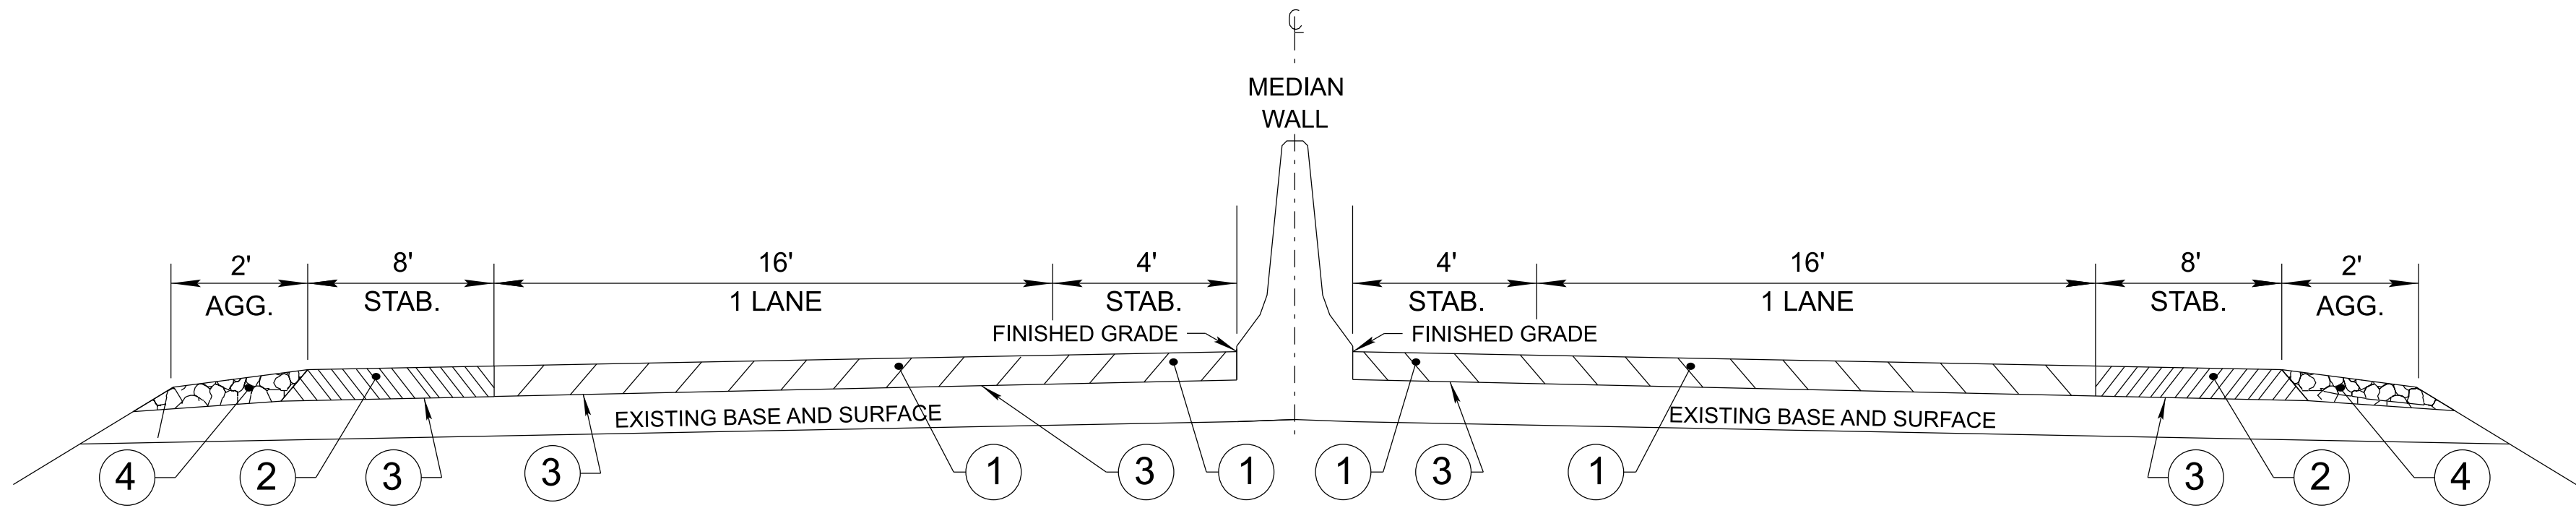 ℄
MEDIAN
WALL
2' 8' 16' 4' 4' 16' 8' 2'
AGG. STAB. 1 LANE STAB. STAB. 1 LANE STAB. AGG.
FINISHED GRADE FINISHED GRADE
EXISTING BASE AND SURFACE EXISTING BASE AND SURFACE
4 2 3 3 1 3 1 1 3 1 3 2 4